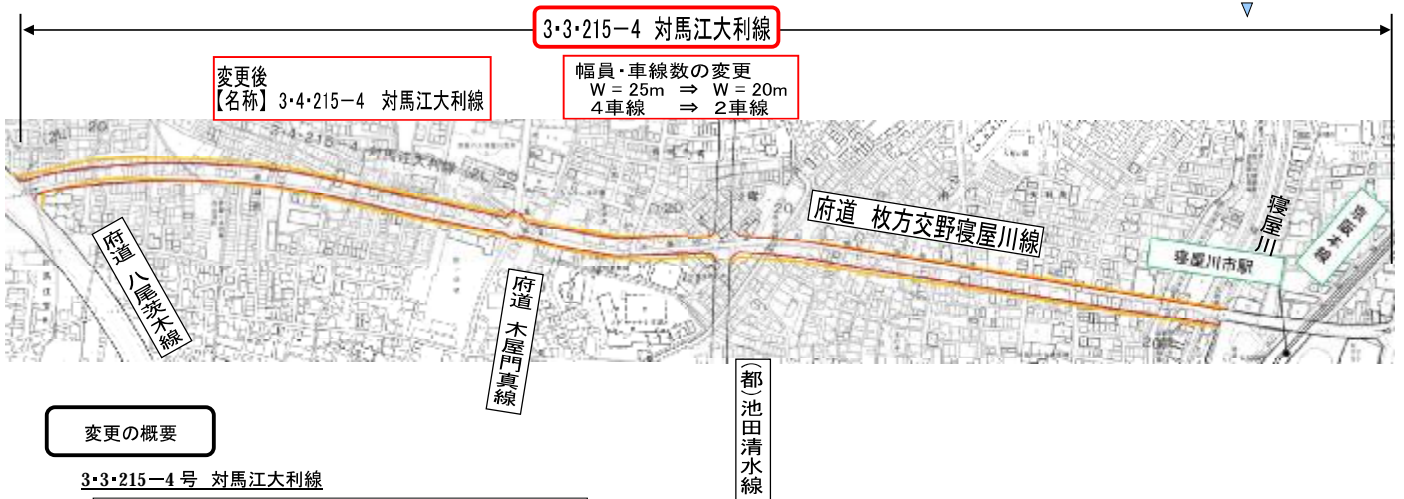 3・3・215－4 対馬江大利線
変更後
【名称】 3・4・215－4 対馬江大利線
幅員・車線数の変更
W = 25m ⇒ W = 20m
4車線 ⇒ 2車線
府道 八尾茨木線
府道 木屋門真線
(都)池田清水線
府道 枚方交野寝屋川線
寝屋川
寝屋川市駅
京阪本線
変更の概要
3・3・215－4 号 対馬江大利線